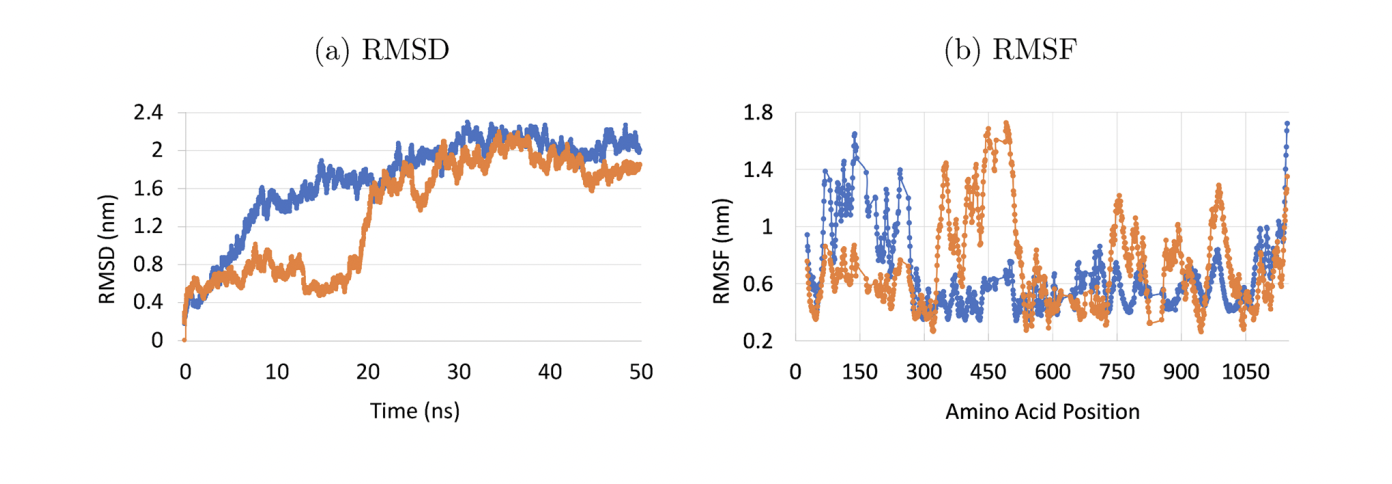 (a) RMSD
2.4
2
1.6
1.2
0.8
0.4
0
RMSD (nm)
0 10 20 30 40 50
Time (ns)
(b) RMSF
1.8
1.4
1
0.6
0.2
RMSF (nm)
0 150 300 450 600 750 900 1050
Amino Acid Position